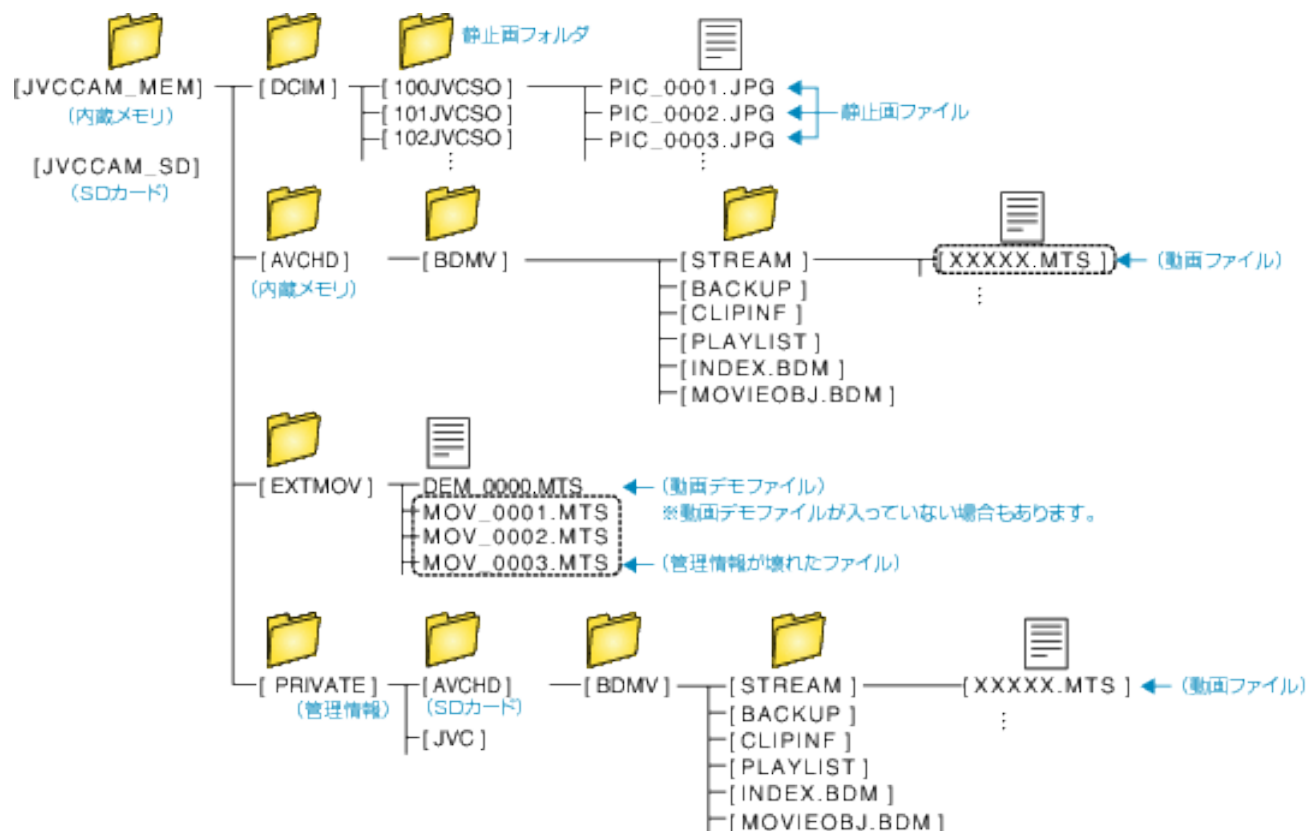 静止画フォルダ
[JVCCAM_MEM] [DCIM] [100JVCSO] PIC_0001.JPG
(内蔵メモリ) [101JVCSO] PIC_0002.JPG 静止画ファイル
[102JVCSO] PIC_0003.JPG
[JVCCAM_SD]
(SDカード)
[AVCHD] [BDMV] [STREAM] [XXXXX.MTS] (動画ファイル)
(内蔵メモリ) [BACKUP]
[CLIPINF]
[PLAYLIST]
[INDEX.BDM]
[MOVIEOBJ.BDM]
[EXTMOV] DEM_0000.MTS (動画デモファイル)
MOV_0001.MTS ※動画デモファイルが入っていない場合もあります。
MOV_0002.MTS
MOV_0003.MTS (管理情報が壊れたファイル)
[PRIVATE] [AVCHD] [BDMV] [STREAM] [XXXXX.MTS] (動画ファイル)
(管理情報) (SDカード) [BACKUP]
[JVC] [CLIPINF]
[PLAYLIST]
[INDEX.BDM]
[MOVIEOBJ.BDM]